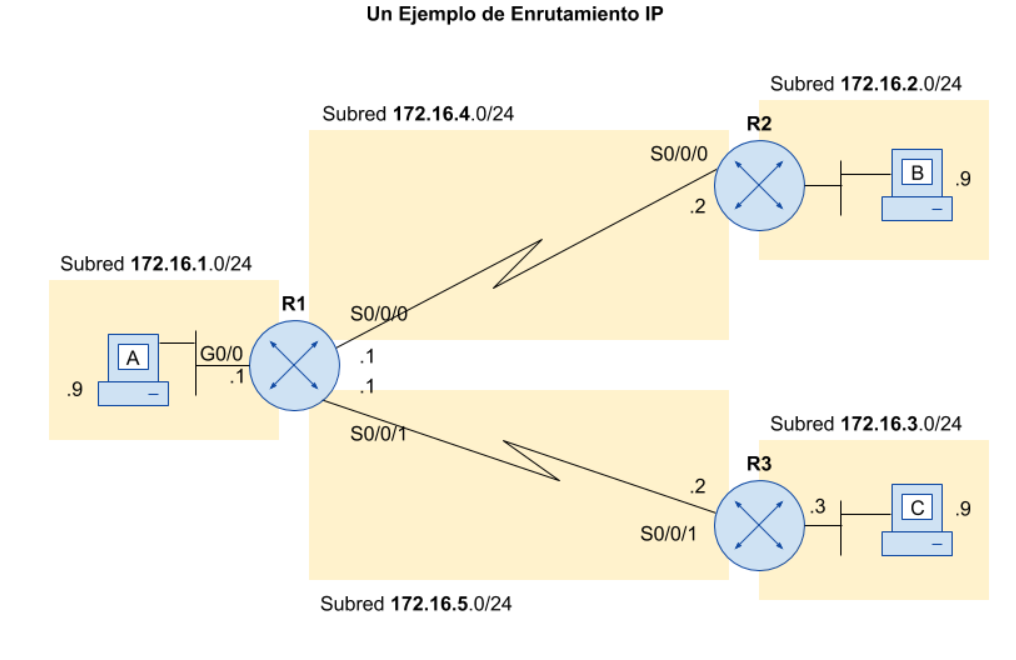 Un Ejemplo de Enrutamiento IP
Subred 172.16.2.0/24
Subred 172.16.4.0/24
R2
S0/0/0
B
.9
.2
Subred 172.16.1.0/24
R1
S0/0/0
A
G0/0
.1
.1
.9
.1
S0/0/1
Subred 172.16.3.0/24
R3
.2
.3
C
.9
S0/0/1
Subred 172.16.5.0/24